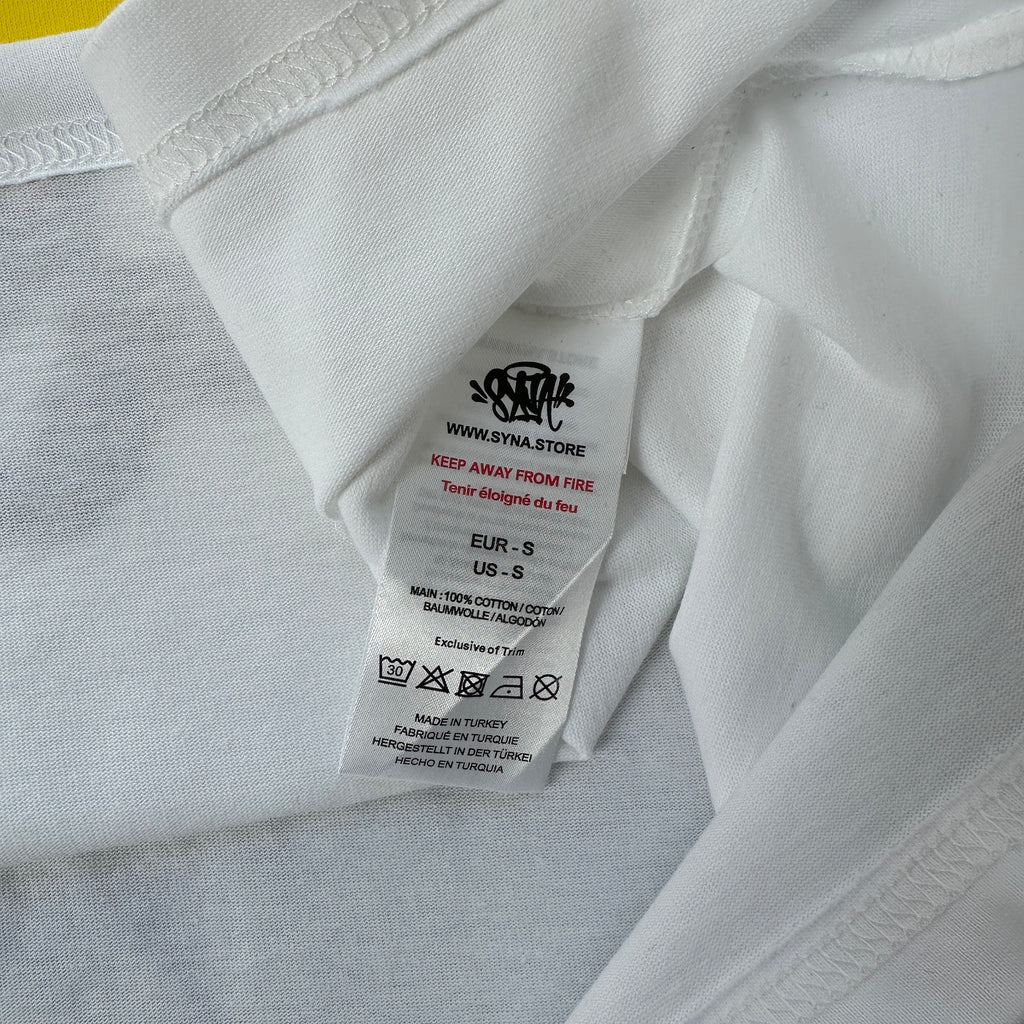 SYNA
WWW.SYNA.STORE
KEEP AWAY FROM FIRE
Tenir éloigné du feu
EUR - S
US - S
MAIN : 100% COTTON / COTON /
BAUMWOLLE / ALGODÓN
Exclusive of Trim
30
MADE IN TURKEY
FABRIQUÉ EN TURQUIE
HERGESTELLT IN DER TÜRKEI
HECHO EN TURQUIA